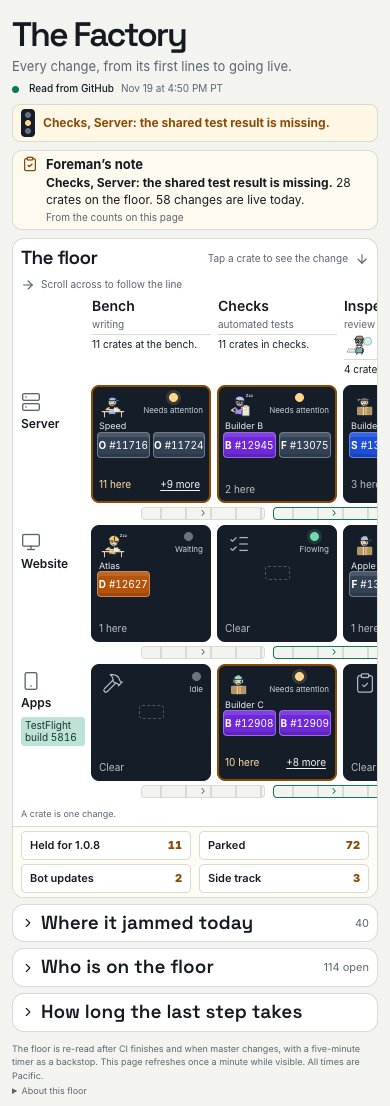 The Factory
Every change, from its first lines to going live.
Read from GitHub Nov 19 at 4:50 PM PT
Checks, Server: the shared test result is missing.
Foreman's note
Checks, Server: the shared test result is missing. 28
crates on the floor. 58 changes are live today.
From the counts on this page
The floor
Tap a crate to see the change
Scroll across to follow the line
Bench
writing
11 crates at the bench.
Checks
automated tests
11 crates in checks.
Inspe
review
4 crate
Server
Needs attention
Speed
O #11716
O #11724
11 here
+9 more
Needs attention
Builder B
B #12945
F #13075
2 here
Builde
S #13
3 here
Website
Waiting
Atlas
D #12627
1 here
Flowing
Clear
Apple
F #13
1 here
Apps
TestFlight
build 5816
Idle
Clear
Needs attention
Builder C
B #12908
B #12909
10 here
+8 more
Clear
A crate is one change.
Held for 1.0.8 11
Parked 72
Bot updates 2
Side track 3
Where it jammed today 40
Who is on the floor 114 open
How long the last step takes
The floor is re-read after CI finishes and when master changes, with a five-minute
timer as a backstop. This page refreshes once a minute while visible. All times are
Pacific.
About this floor